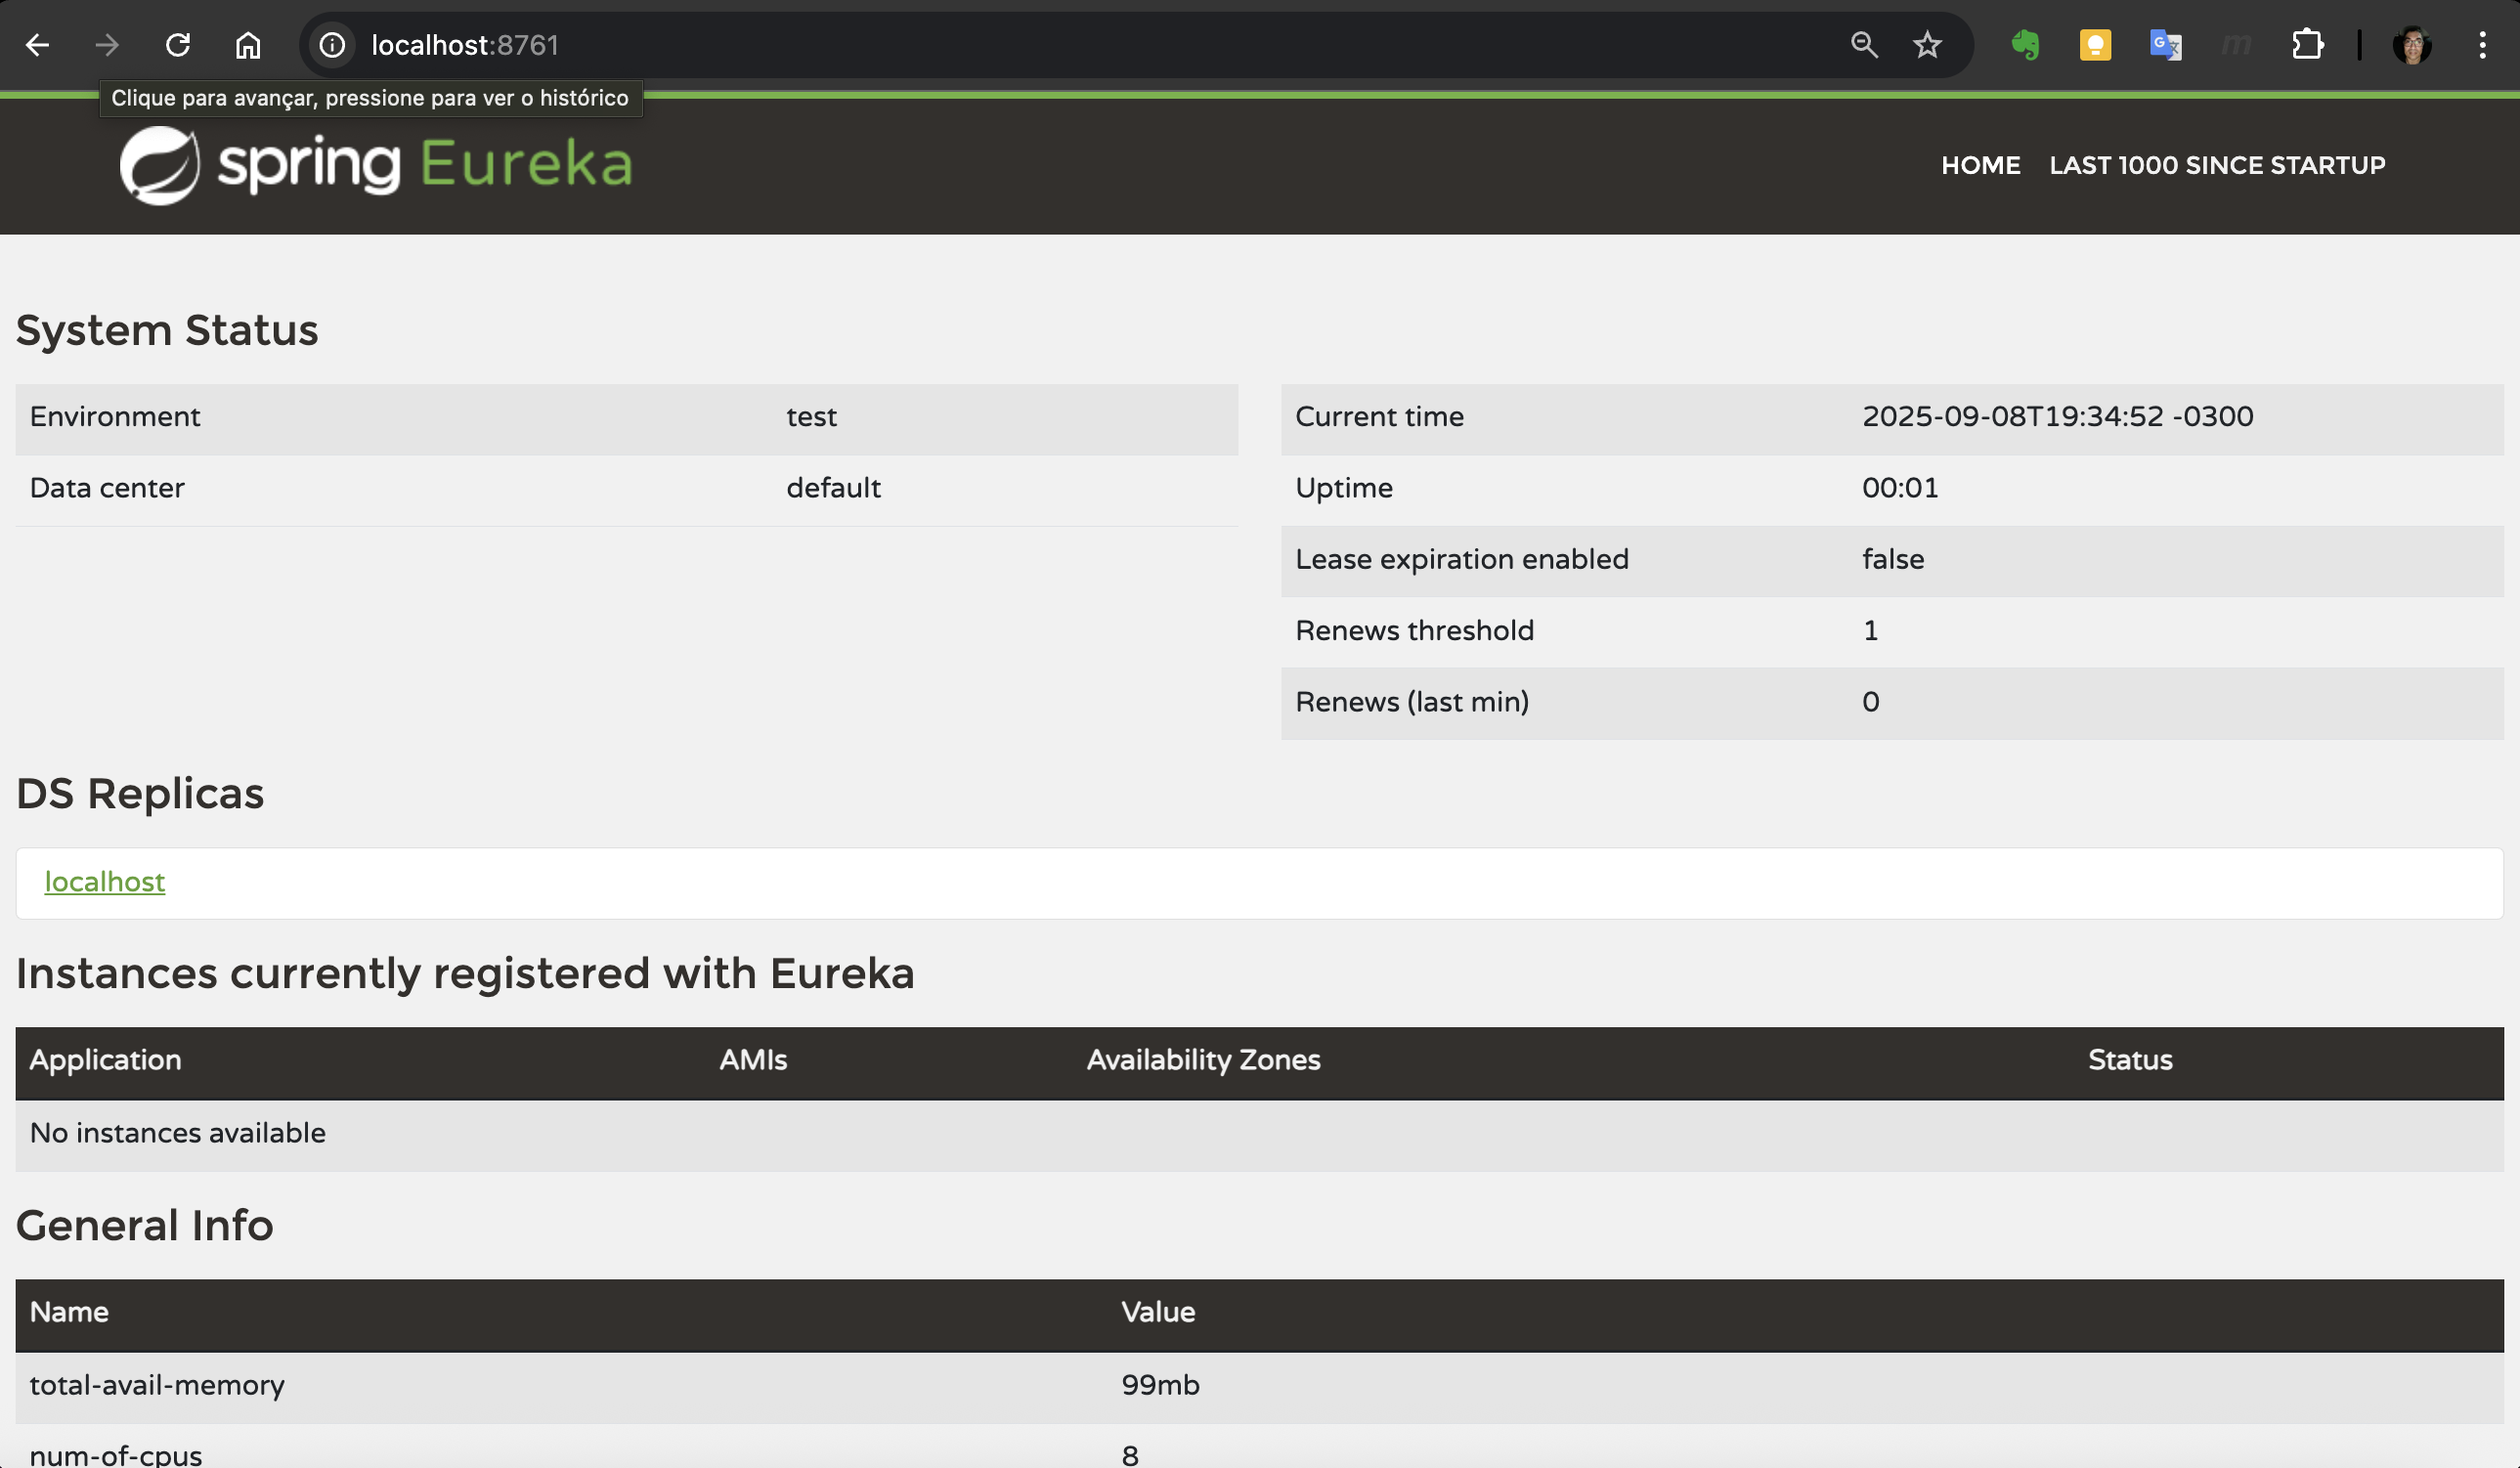 localhost:8761
Clique para avançar, pressione para ver o histórico
spring Eureka
HOME LAST 1000 SINCE STARTUP
System Status
Environment test
Data center default
Current time 2025-09-08T19:34:52 -0300
Uptime 00:01
Lease expiration enabled false
Renews threshold 1
Renews (last min) 0
DS Replicas
localhost
Instances currently registered with Eureka
Application AMIs Availability Zones Status
No instances available
General Info
Name Value
total-avail-memory 99mb
num-of-cpus 8